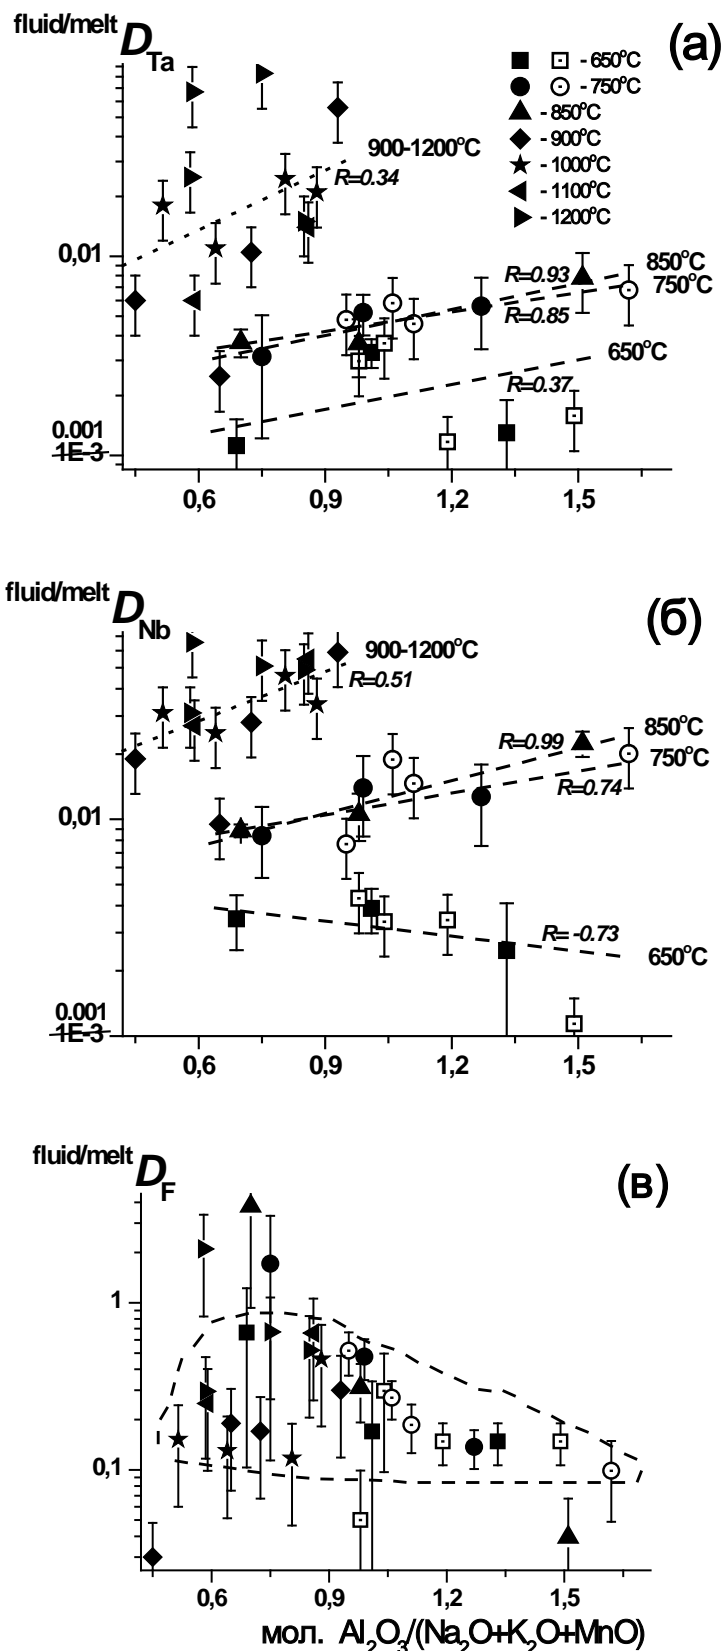 fluid/melt D Ta (а)
■ □ - 650°C
● ○ - 750°C
▲ - 850°C
◆ - 900°C
★ - 1000°C
◀ - 1100°C
▶ - 1200°C
900-1200°C
R=0.34
0,01
R=0.93
850°C
750°C
R=0.85
650°C
R=0.37
0.001
1E-3
0,6 0,9 1,2 1,5
fluid/melt D Nb (б)
900-1200°C
R=0.51
850°C
R=0.99
750°C
R=0.74
0,01
R= -0.73
650°C
0.001
1E-3
0,6 0,9 1,2 1,5
fluid/melt D F (в)
1
0,1
0,6 0,9 1,2 1,5
мол. Al₂O₃/(Na₂O+K₂O+MnO)